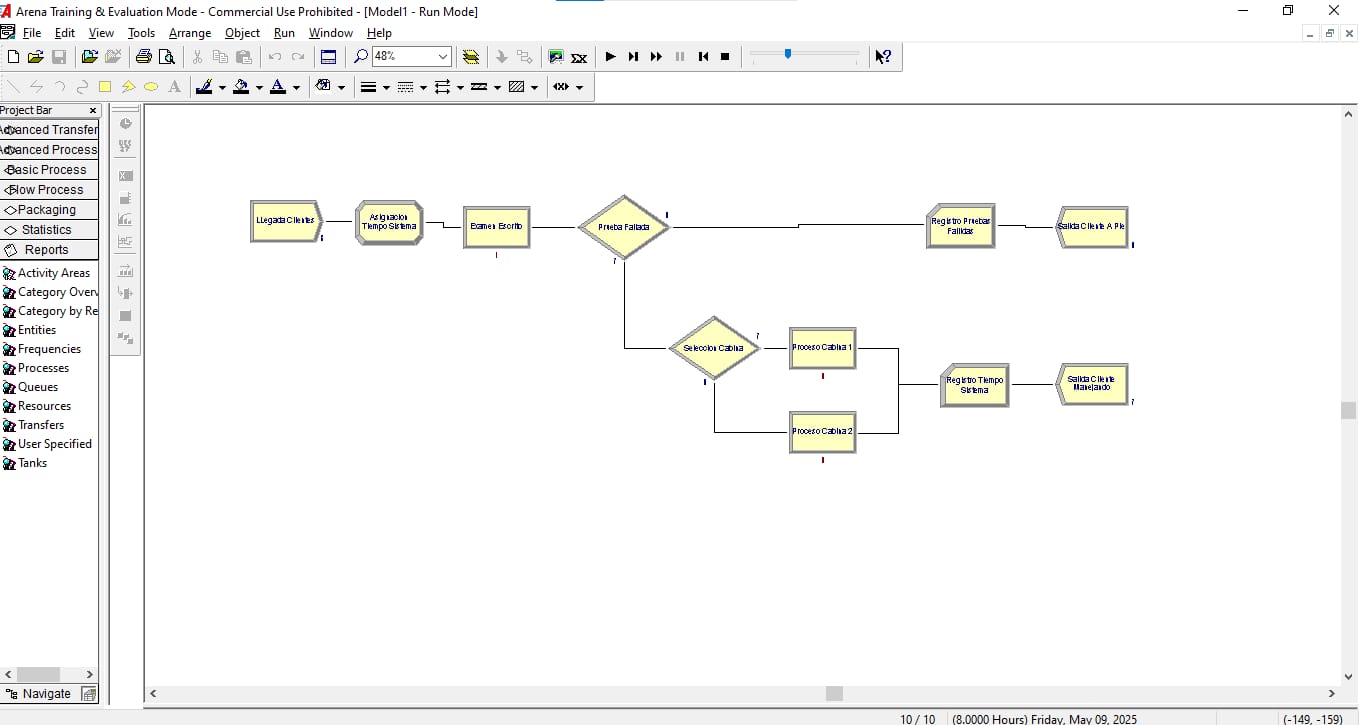 Arena Training & Evaluation Mode - Commercial Use Prohibited - [Model1 - Run Mode]
File Edit View Tools Arrange Object Run Window Help
48%
Project Bar
Advanced Transfer
Advanced Process
Basic Process
Flow Process
Packaging
Statistics
Reports
Activity Areas
Category Overv
Category by Re
Entities
Frequencies
Processes
Queues
Resources
Transfers
User Specified
Tanks
Navigate
LLegada Clientes
Asignacion
Tiempo Sistema
Examen Escrito
Prueba Fallada
Registro Pruebas
Fallidas
Salida Cliente A Pie
Seleccion Cabina
Proceso Cabina 1
Proceso Cabina 2
Registro Tiempo
Sistema
Salida Cliente
Manejando
10 / 10 (8.0000 Hours) Friday, May 09, 2025 (-149, -159)